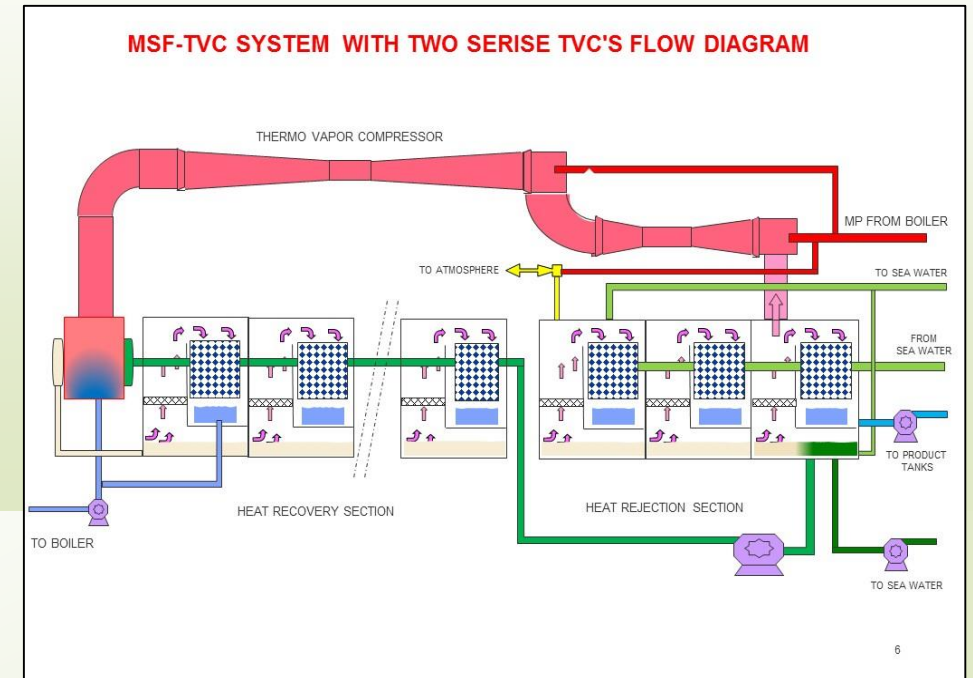 MSF-TVC SYSTEM WITH TWO SERISE TVC'S FLOW DIAGRAM
THERMO VAPOR COMPRESSOR
MP FROM BOILER
TO ATMOSPHERE
TO SEA WATER
FROM
SEA WATER
TO PRODUCT
TANKS
HEAT RECOVERY SECTION
HEAT REJECTION SECTION
TO BOILER
TO SEA WATER
6